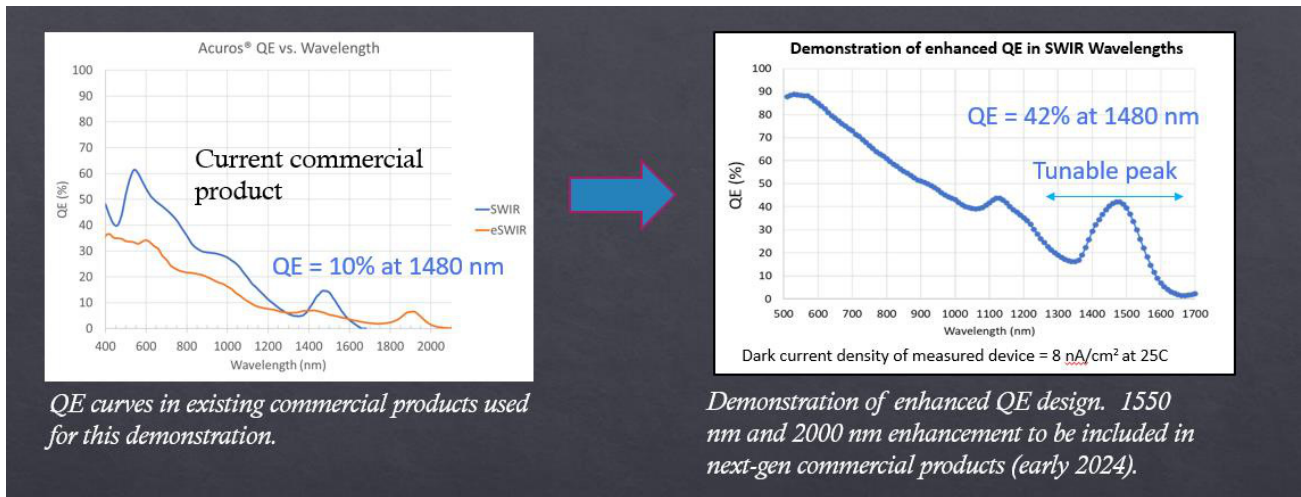 Acuros® QE vs. Wavelength
100
90
80
70
60
50
40
30
20
10
0
QE (%)
Current commercial
product
QE = 10% at 1480 nm
SWIR
eSWIR
400 600 800 1000 1200 1400 1600 1800 2000
Wavelength (nm)
QE curves in existing commercial products used
for this demonstration.
Demonstration of enhanced QE in SWIR Wavelengths
100
90
80
70
60
50
40
30
20
10
0
QE (%)
QE = 42% at 1480 nm
Tunable peak
500 600 700 800 900 1000 1100 1200 1300 1400 1500 1600 1700
Wavelength (nm)
Dark current density of measured device = 8 nA/cm² at 25C
Demonstration of enhanced QE design. 1550
nm and 2000 nm enhancement to be included in
next-gen commercial products (early 2024).